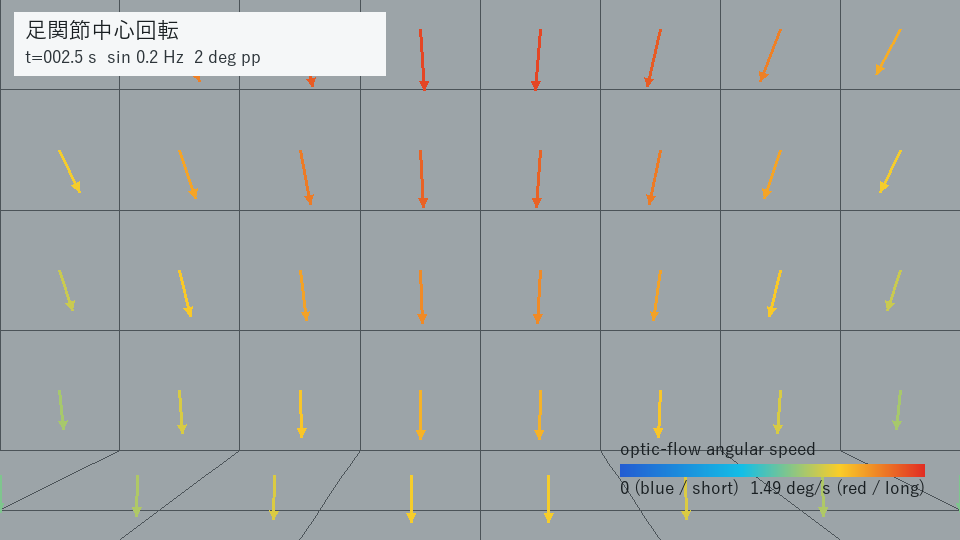 足関節中心回転
t=002.5 s  sin 0.2 Hz  2 deg pp
optic-flow angular speed
0 (blue / short)  1.49 deg/s (red / long)